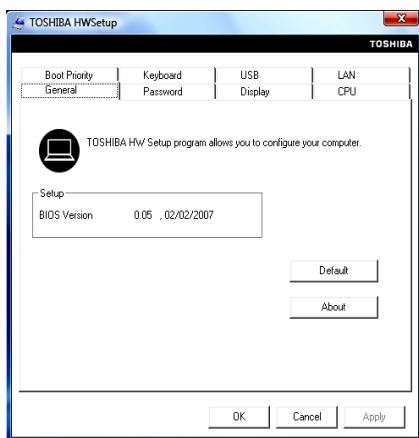 TOSHIBA HWSetup
TOSHIBA
Boot Priority Keyboard USB LAN
General Password Display CPU
TOSHIBA HW Setup program allows you to configure your computer.
Setup
BIOS Version 0.05 , 02/02/2007
Default
About
OK Cancel Apply